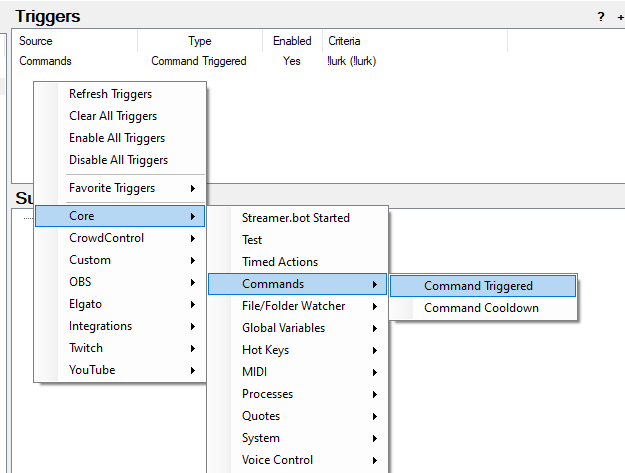 Triggers ? +
Source Type Enabled Criteria
Commands Command Triggered Yes !lurk (!lurk)
Refresh Triggers
Clear All Triggers
Enable All Triggers
Disable All Triggers
Favorite Triggers
Su
Core
CrowdControl
Custom
OBS
Elgato
Integrations
Twitch
YouTube
Streamer.bot Started
Test
Timed Actions
Commands
File/Folder Watcher
Global Variables
Hot Keys
MIDI
Processes
Quotes
System
Voice Control
Command Triggered
Command Cooldown